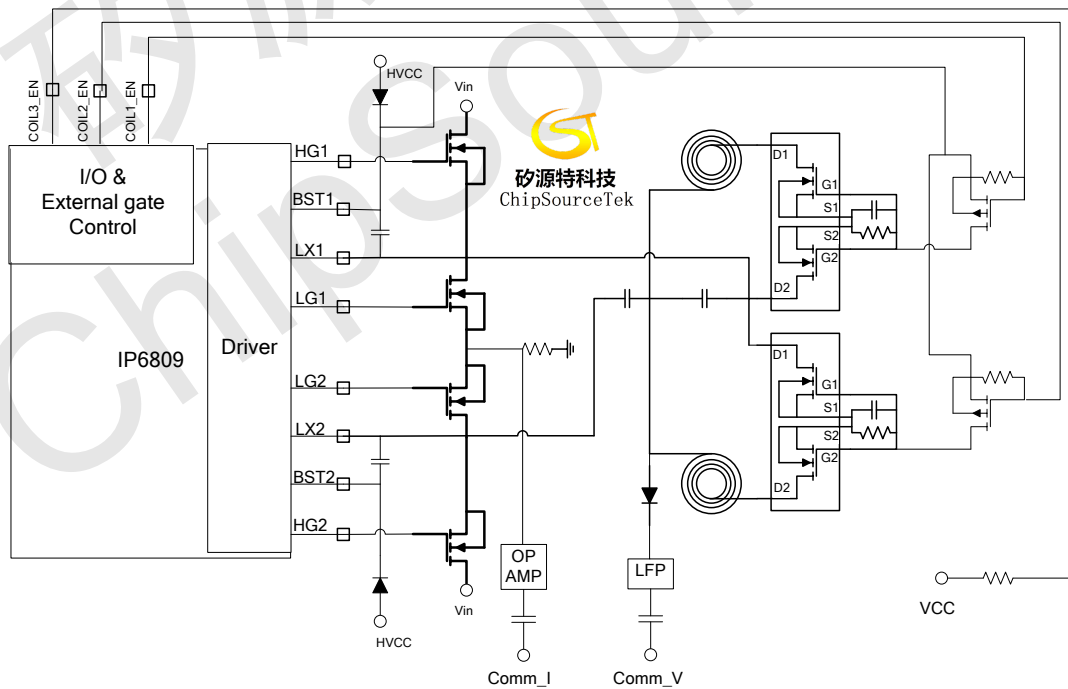 COIL3_EN
COIL2_EN
COIL1_EN
HVCC
Vin
I/O &
External gate
Control
IP6809
Driver
HG1
BST1
LX1
LG1
LG2
LX2
BST2
HG2
矽源特科技
ChipSourceTek
D1
G1
S1
S2
G2
D2
D1
G1
S1
S2
G2
D2
OP
AMP
LFP
Vin
HVCC
Comm_I
Comm_V
VCC
ChipSourceTek